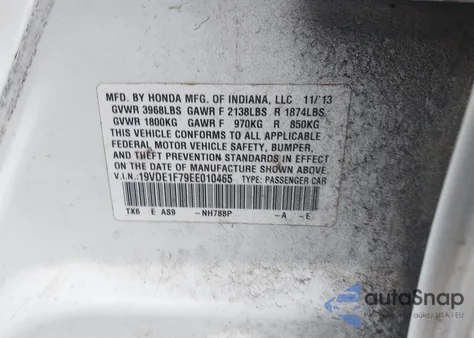 MFD. BY HONDA MFG. OF INDIANA, LLC 11/13
GVWR 3968LBS GAWR F 2138LBS R 1874LBS
GVWR 1800KG GAWR F 970KG R 850KG
THIS VEHICLE CONFORMS TO ALL APPLICABLE
FEDERAL MOTOR VEHICLE SAFETY, BUMPER,
AND THEFT PREVENTION STANDARDS IN EFFECT
ON THE DATE OF MANUFACTURE SHOWN ABOVE.
V.I.N.:19VDE1F79EE010465 TYPE: PASSENGER CAR
TX6 E AS9 -NH788P -A -E
autoSnap